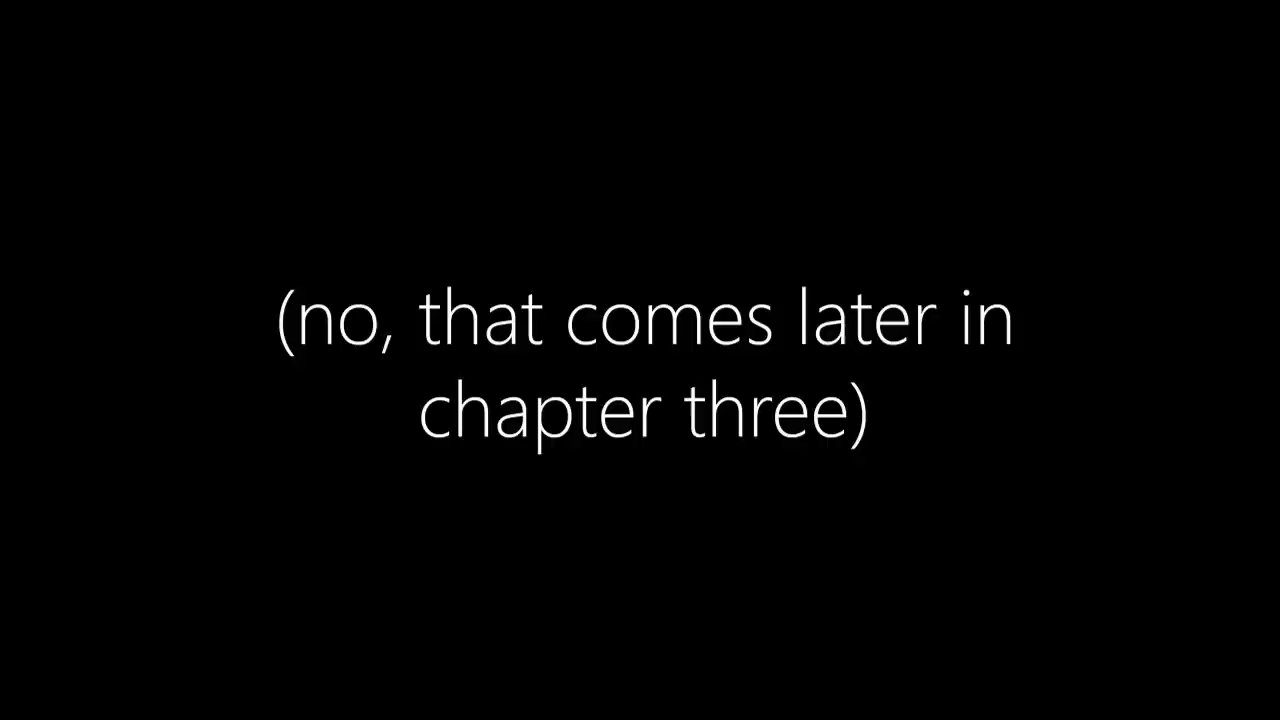 (no, that comes later in
chapter three)